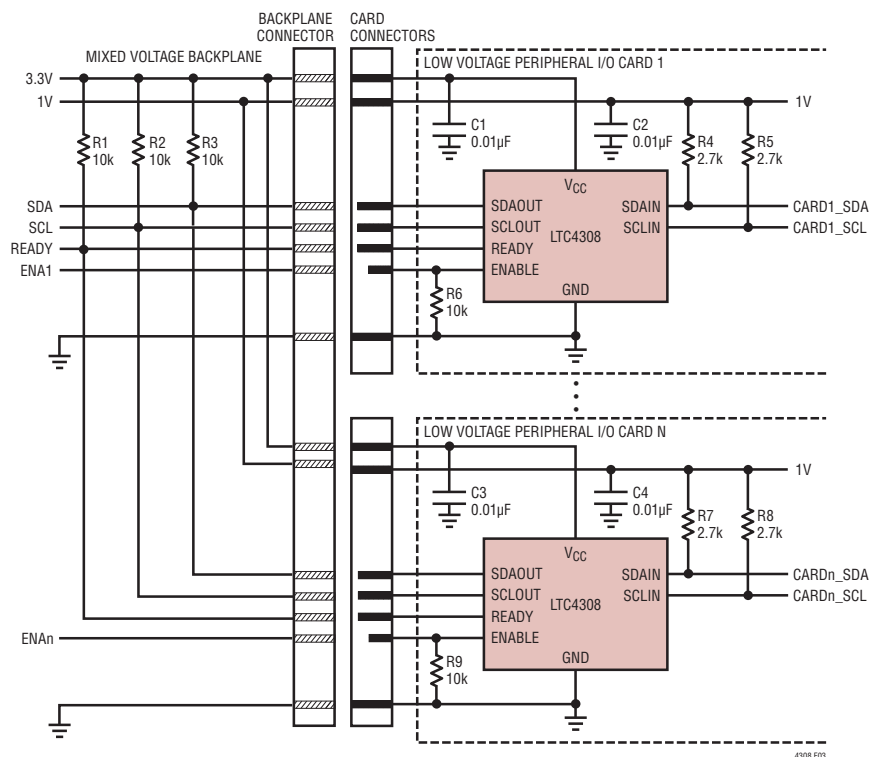 BACKPLANE
CONNECTOR
CARD
CONNECTORS
MIXED VOLTAGE BACKPLANE
3.3V
1V
R1
10k
R2
10k
R3
10k
SDA
SCL
READY
ENA1
LOW VOLTAGE PERIPHERAL I/O CARD 1
C1
0.01µF
C2
0.01µF
R4
2.7k
R5
2.7k
1V
VCC
SDAOUT
SCLOUT
READY
ENABLE
LTC4308
SDAIN
SCLIN
GND
CARD1_SDA
CARD1_SCL
R6
10k
LOW VOLTAGE PERIPHERAL I/O CARD N
C3
0.01µF
C4
0.01µF
R7
2.7k
R8
2.7k
1V
VCC
SDAOUT
SCLOUT
READY
ENABLE
LTC4308
SDAIN
SCLIN
GND
CARDn_SDA
CARDn_SCL
ENAn
R9
10k
4308 F03